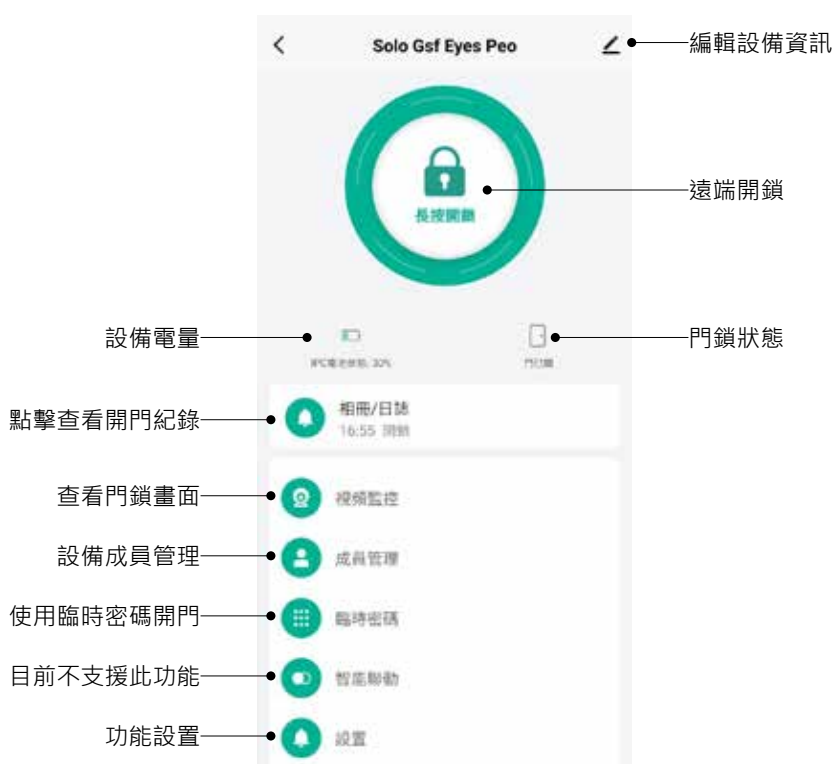 Solo Gsf Eyes Peo
編輯設備資訊
長按開鎖
遠端開鎖
設備電量
門鎖狀態
30%
相冊/日誌
點擊查看開門紀錄
16:55 開鎖
查看門鎖畫面
視頻監控
設備成員管理
成員管理
使用臨時密碼開門
臨時密碼
目前不支援此功能
智能聯動
功能設置
設置